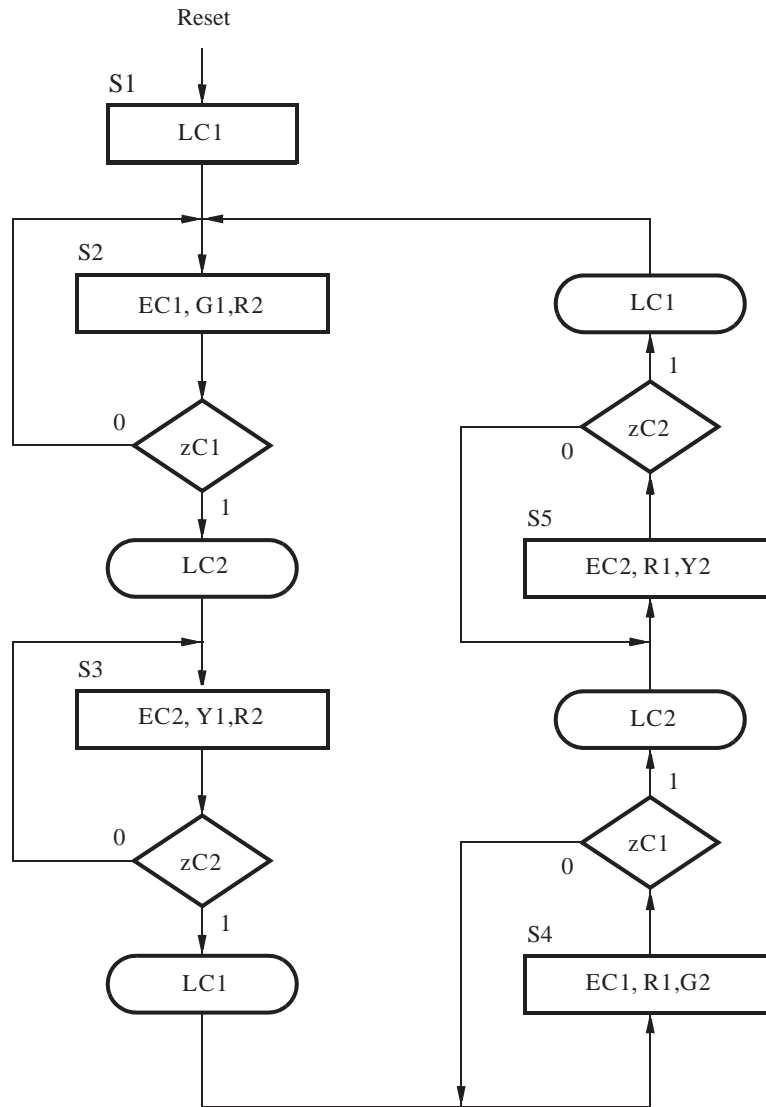 Reset
S1
LC1
S2
EC1, G1,R2
0
zC1
1
LC2
S3
EC2, Y1,R2
0
zC2
1
LC1
LC1
1
zC2
0
S5
EC2, R1,Y2
LC2
1
zC1
0
S4
EC1, R1,G2